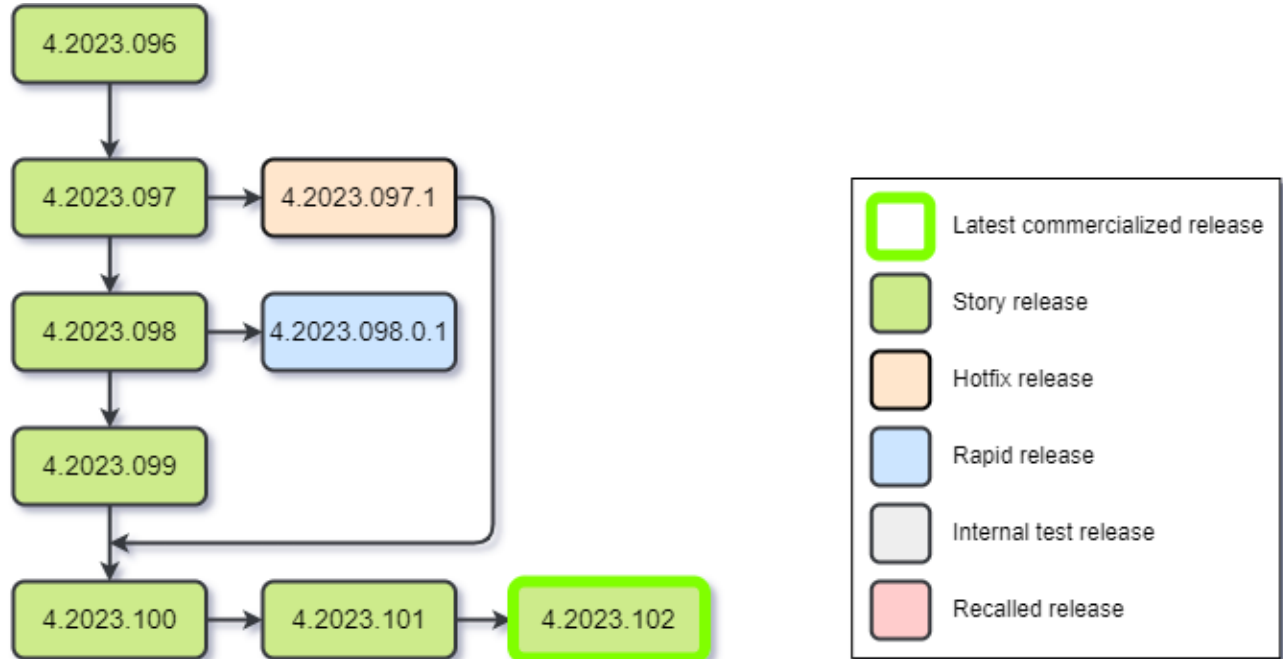 4.2023.096
4.2023.097
4.2023.097.1
4.2023.098
4.2023.098.0.1
4.2023.099
4.2023.100
4.2023.101
4.2023.102
Latest commercialized release
Story release
Hotfix release
Rapid release
Internal test release
Recalled release